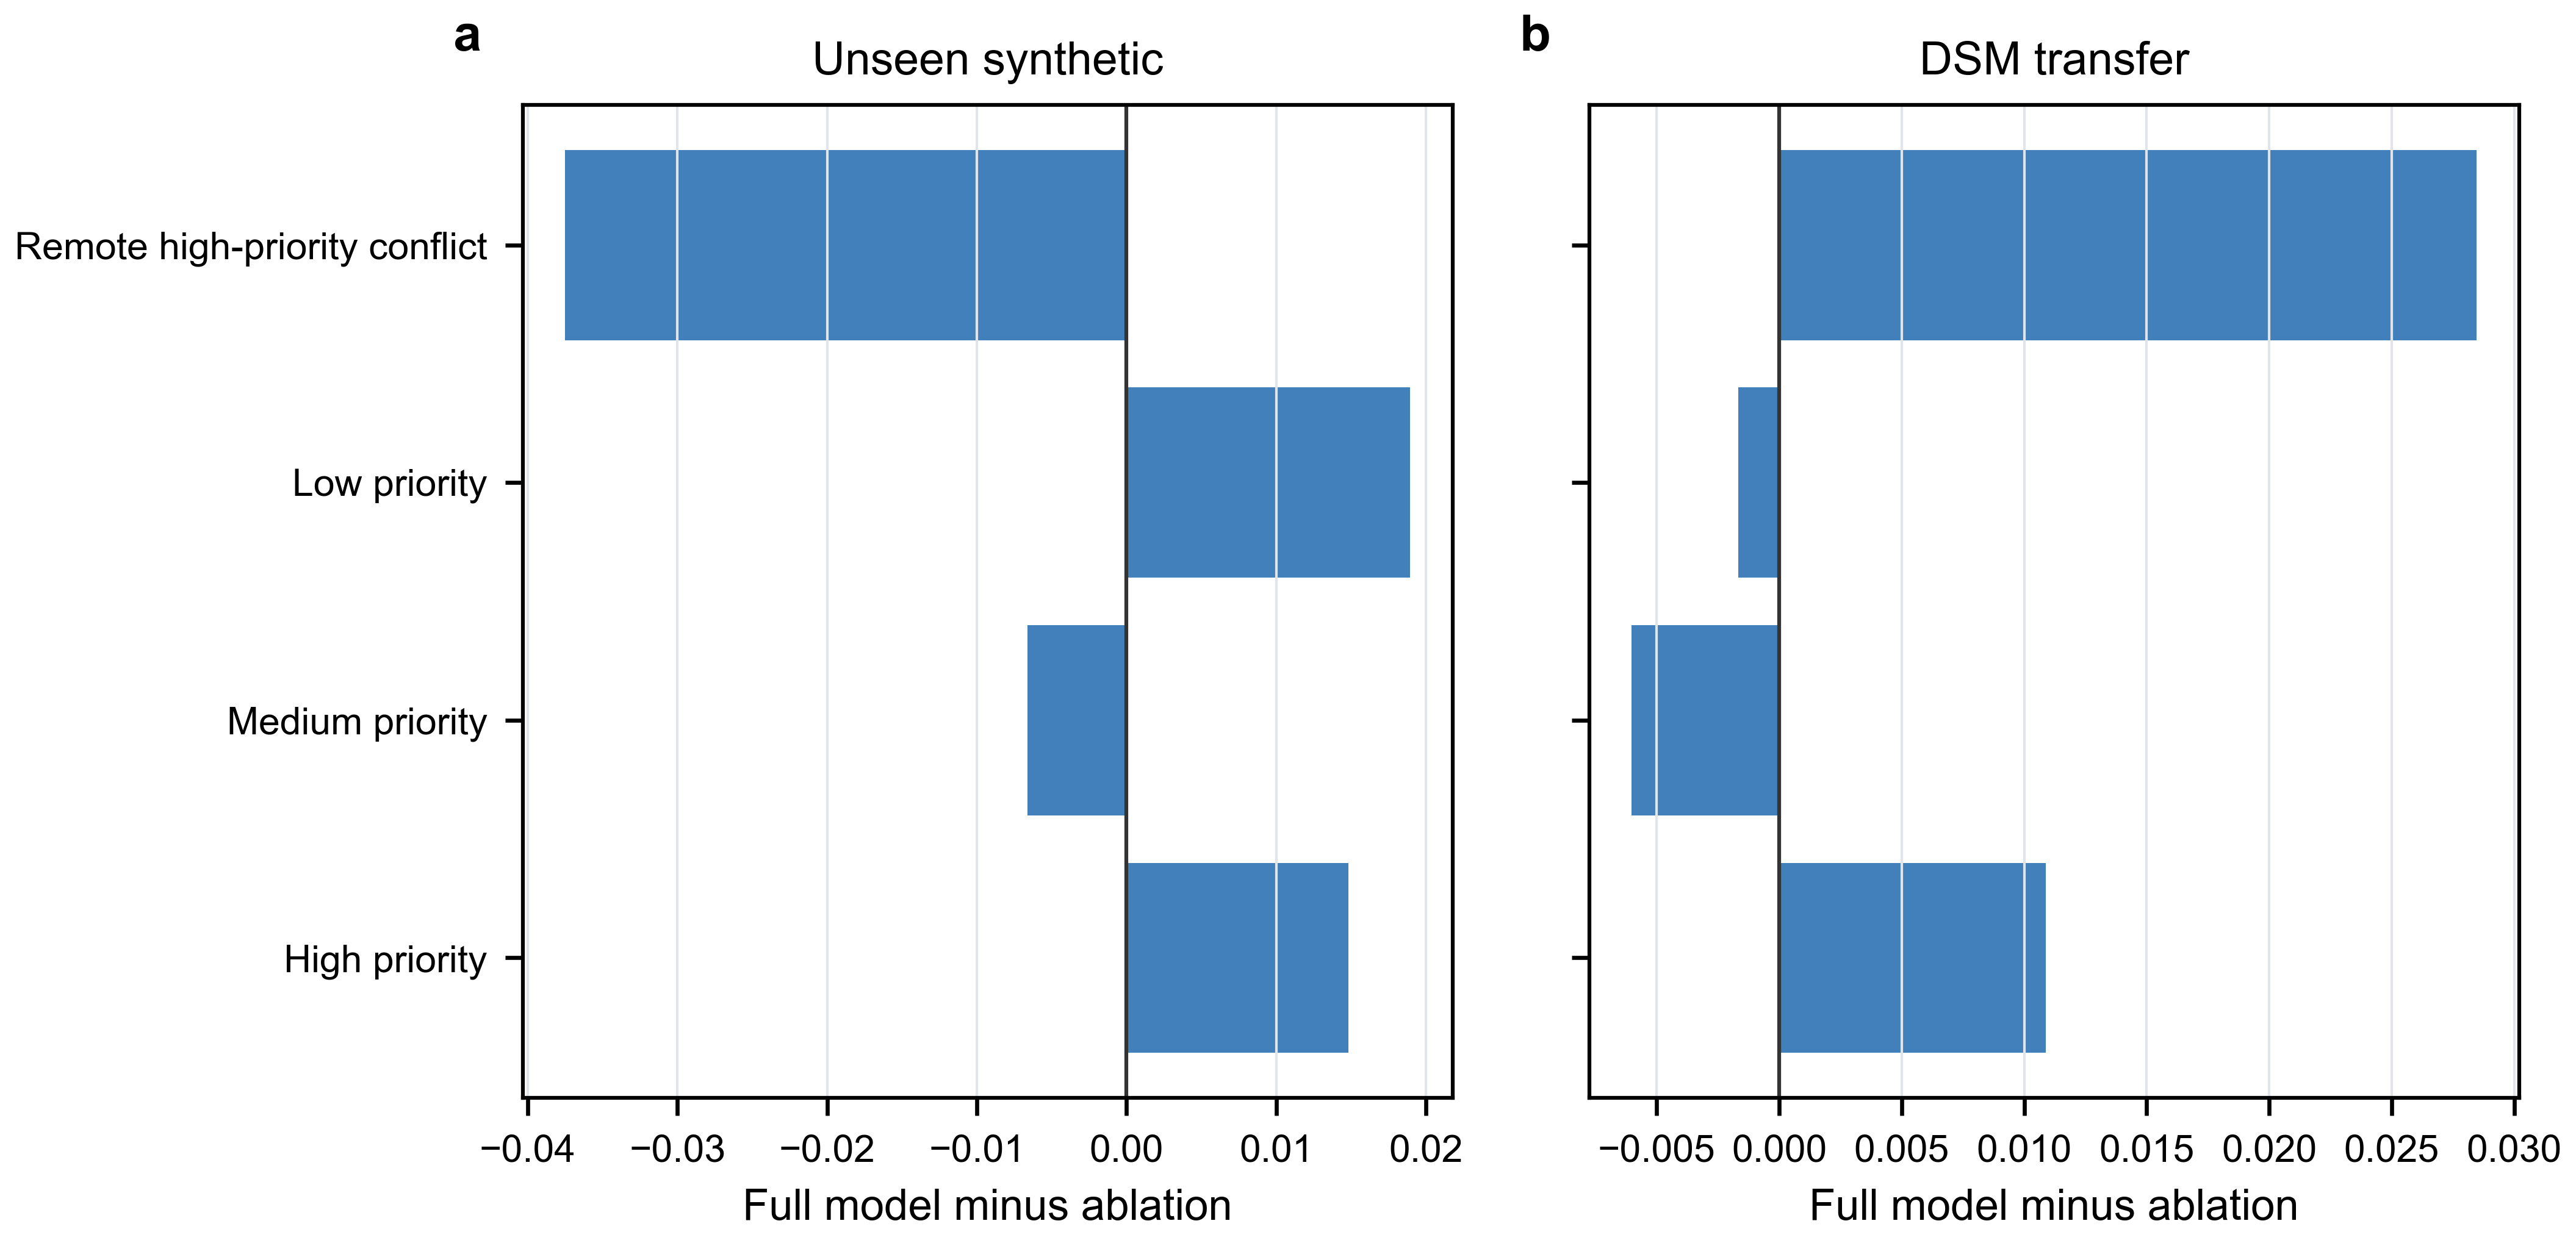 a
Unseen synthetic
Remote high-priority conflict
Low priority
Medium priority
High priority
−0.04 −0.03 −0.02 −0.01 0.00 0.01 0.02
Full model minus ablation
b
DSM transfer
−0.005 0.000 0.005 0.010 0.015 0.020 0.025 0.030
Full model minus ablation